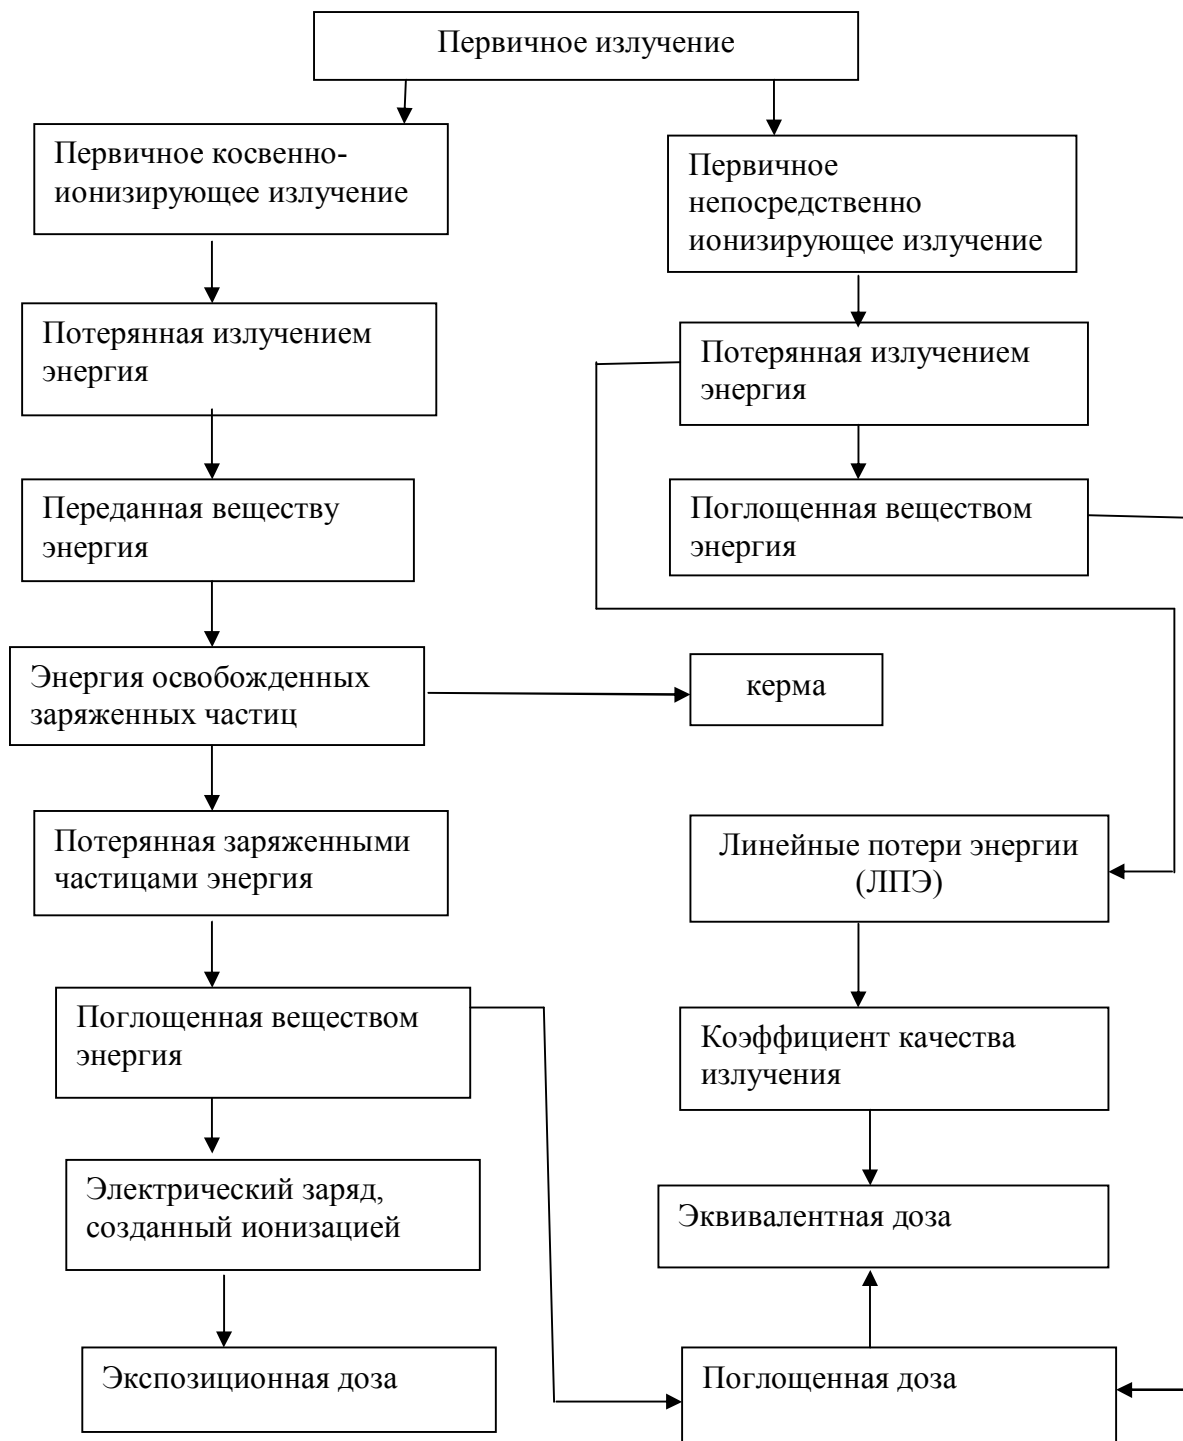 Первичное излучение
Первичное косвенно-
ионизирующее излучение
Первичное
непосредственно
ионизирующее излучение
Потерянная излучением
энергия
Потерянная излучением
энергия
Переданная веществу
энергия
Поглощенная веществом
энергия
Энергия освобожденных
заряженных частиц
керма
Потерянная заряженными
частицами энергия
Линейные потери энергии
(ЛПЭ)
Поглощенная веществом
энергия
Коэффициент качества
излучения
Электрический заряд,
созданный ионизацией
Эквивалентная доза
Экспозиционная доза
Поглощенная доза